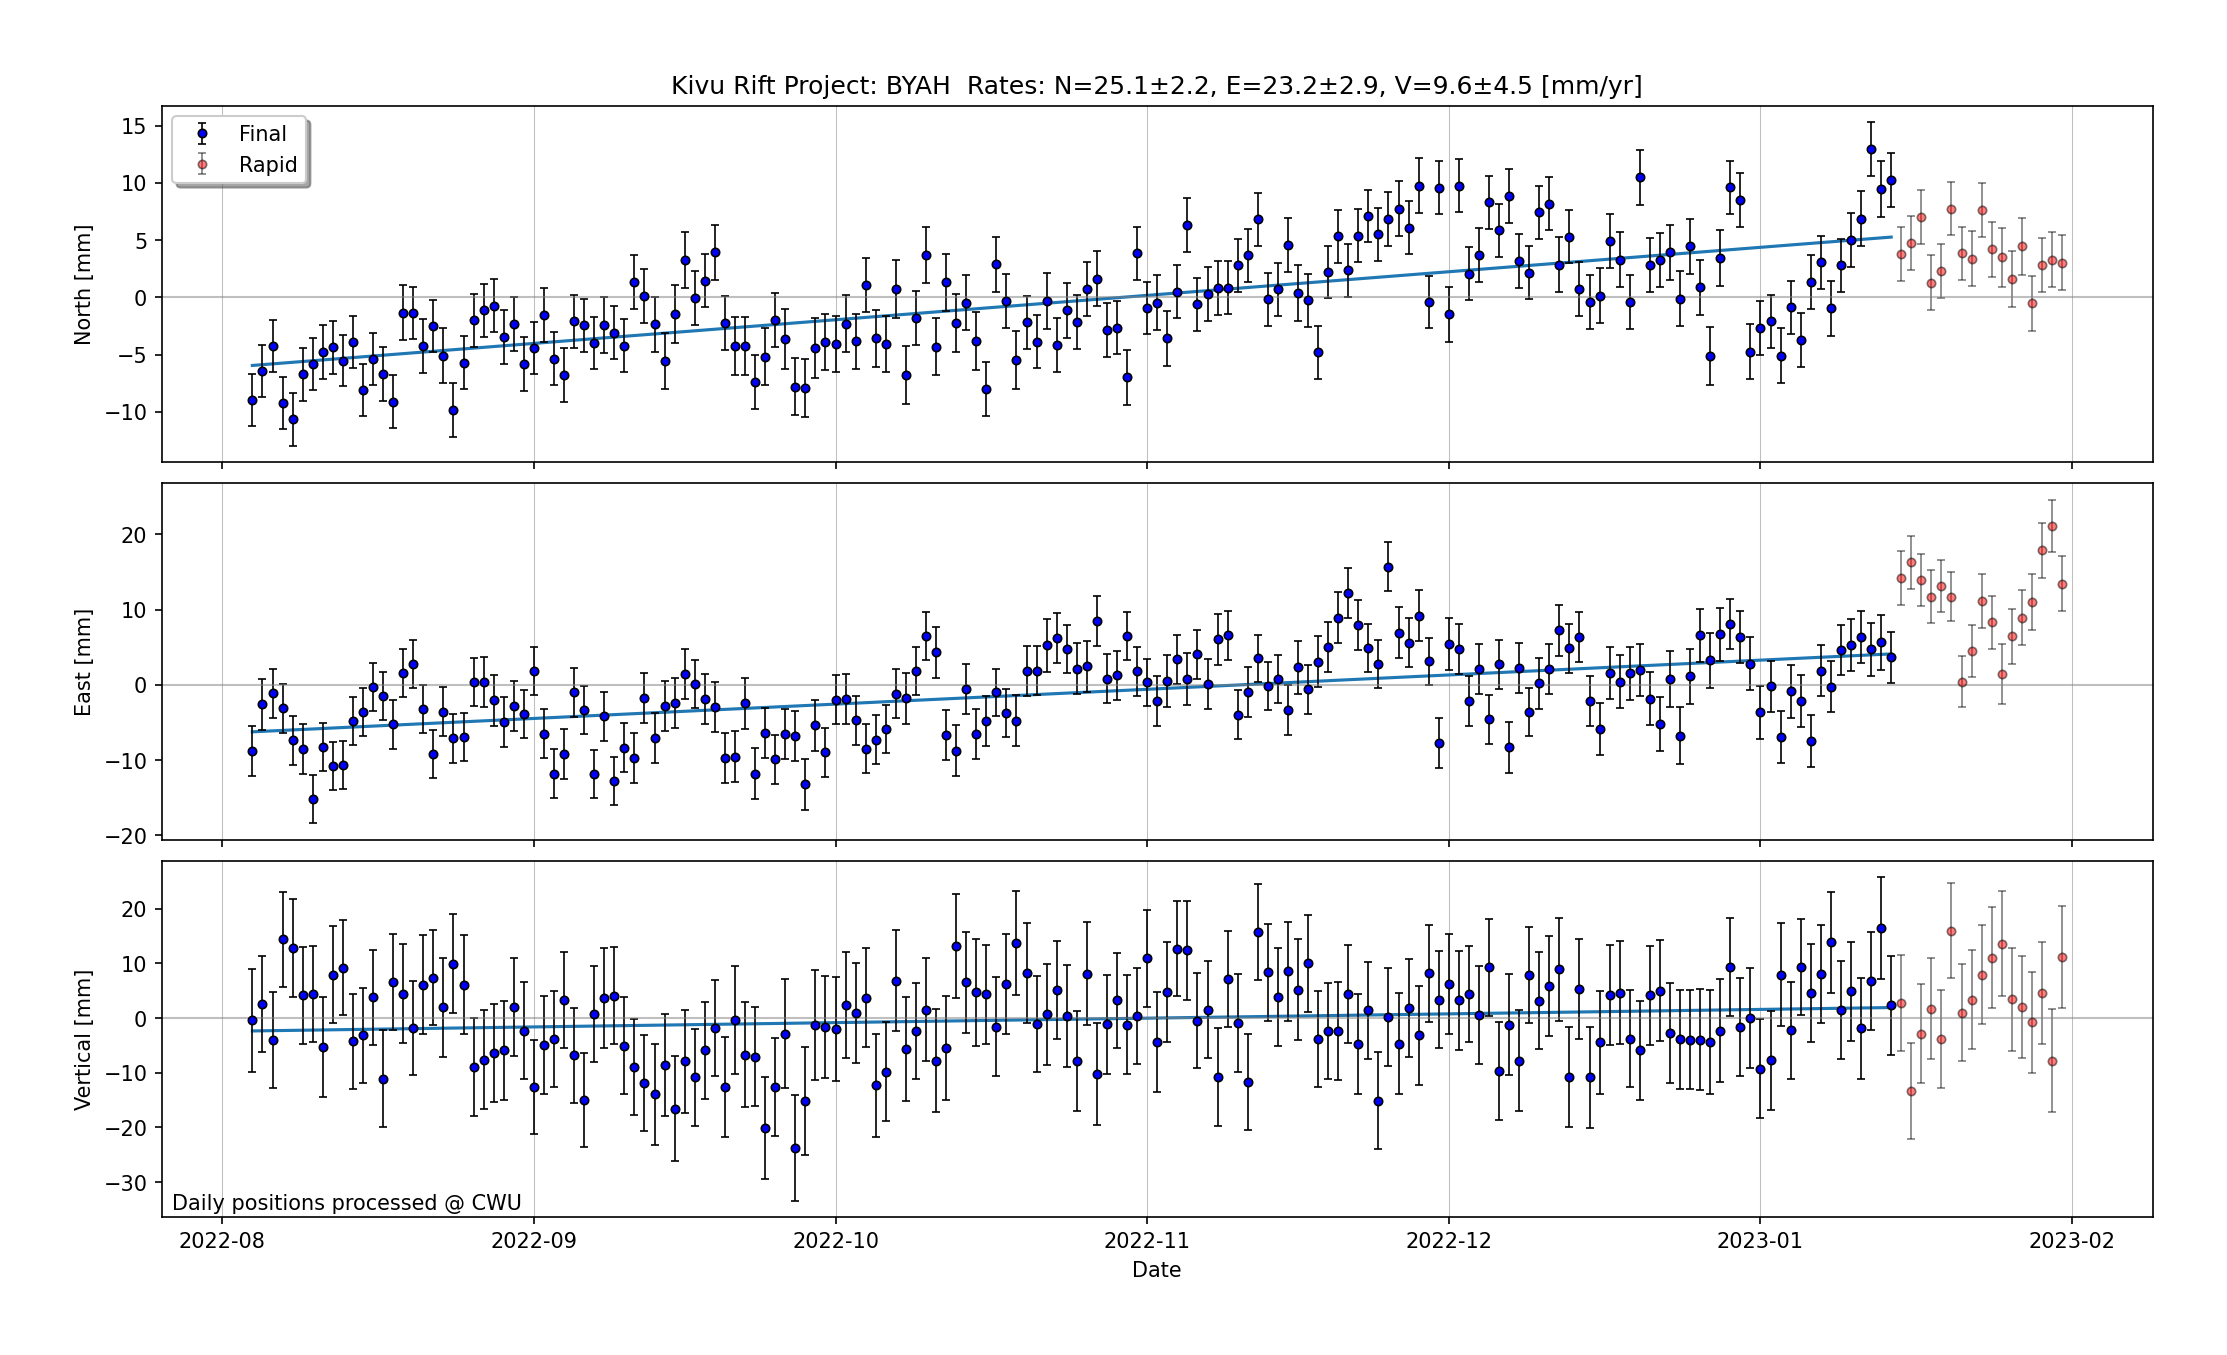 Kivu Rift Project: BYAH  Rates: N=25.1±2.2, E=23.2±2.9, V=9.6±4.5 [mm/yr]
Final
Rapid
North [mm]
15
10
5
0
−5
−10
East [mm]
20
10
0
−10
−20
Vertical [mm]
20
10
0
−10
−20
−30
Daily positions processed @ CWU
2022-08 2022-09 2022-10 2022-11 2022-12 2023-01 2023-02
Date